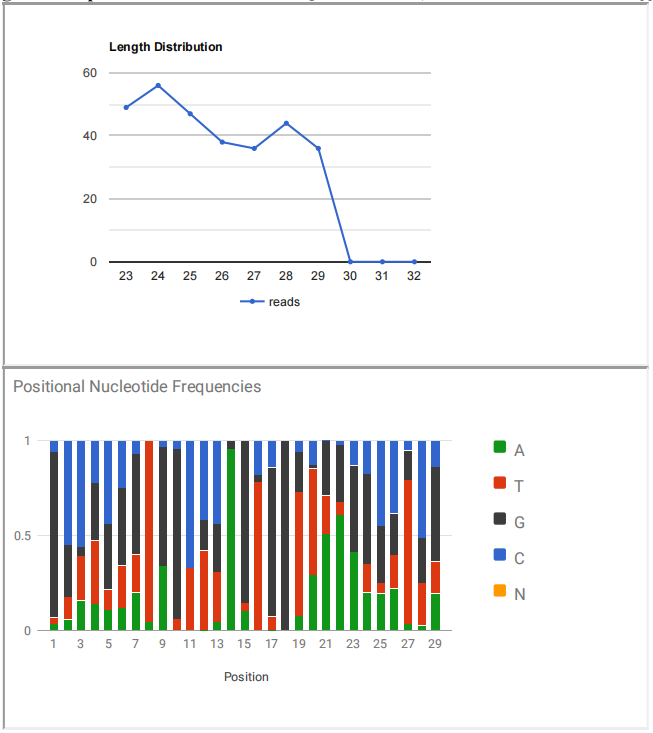 Length Distribution
60
40
20
0
23 24 25 26 27 28 29 30 31 32
reads
Positional Nucleotide Frequencies
1
0.5
0
1 3 5 7 9 11 13 15 17 19 21 23 25 27 29
Position
A
T
G
C
N